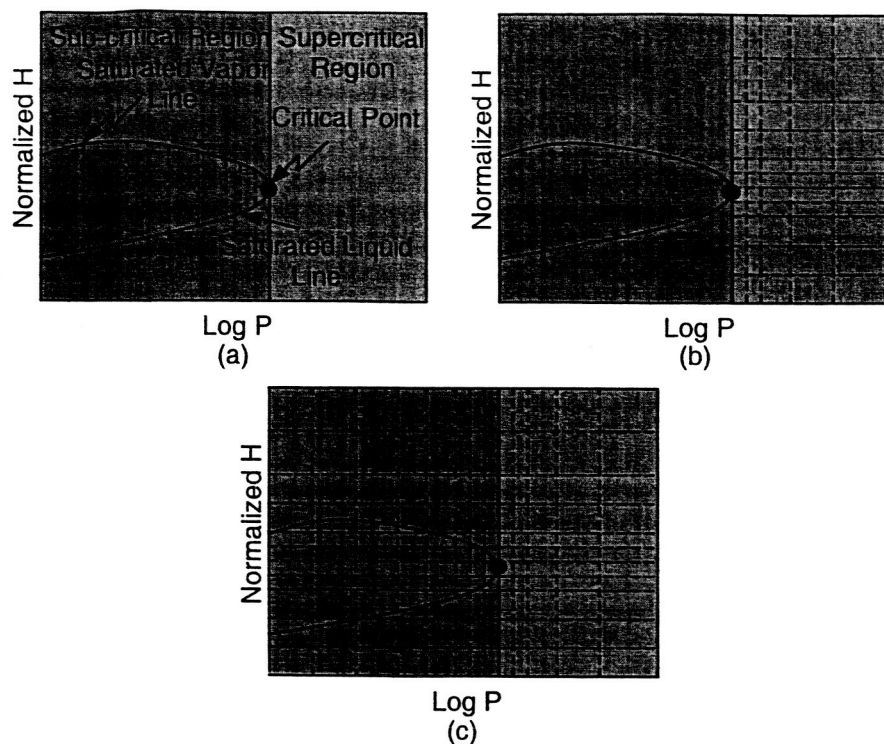 Normalized H
Sub-critical Region
Saturated Vapor
Line
Supercritical
Region
Critical Point
Saturated Liquid
Line
Log P
(a)
Normalized H
Log P
(b)
Normalized H
Log P
(c)